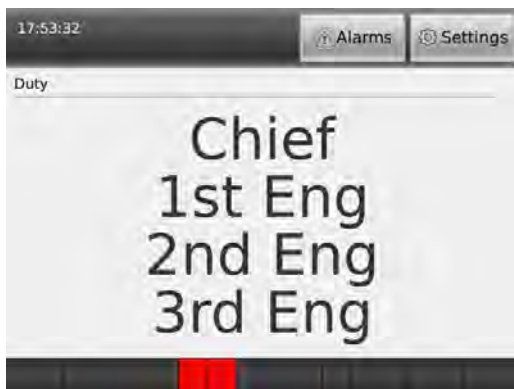 17:53:32
Alarms
Settings
Duty
Chief
1st Eng
2nd Eng
3rd Eng